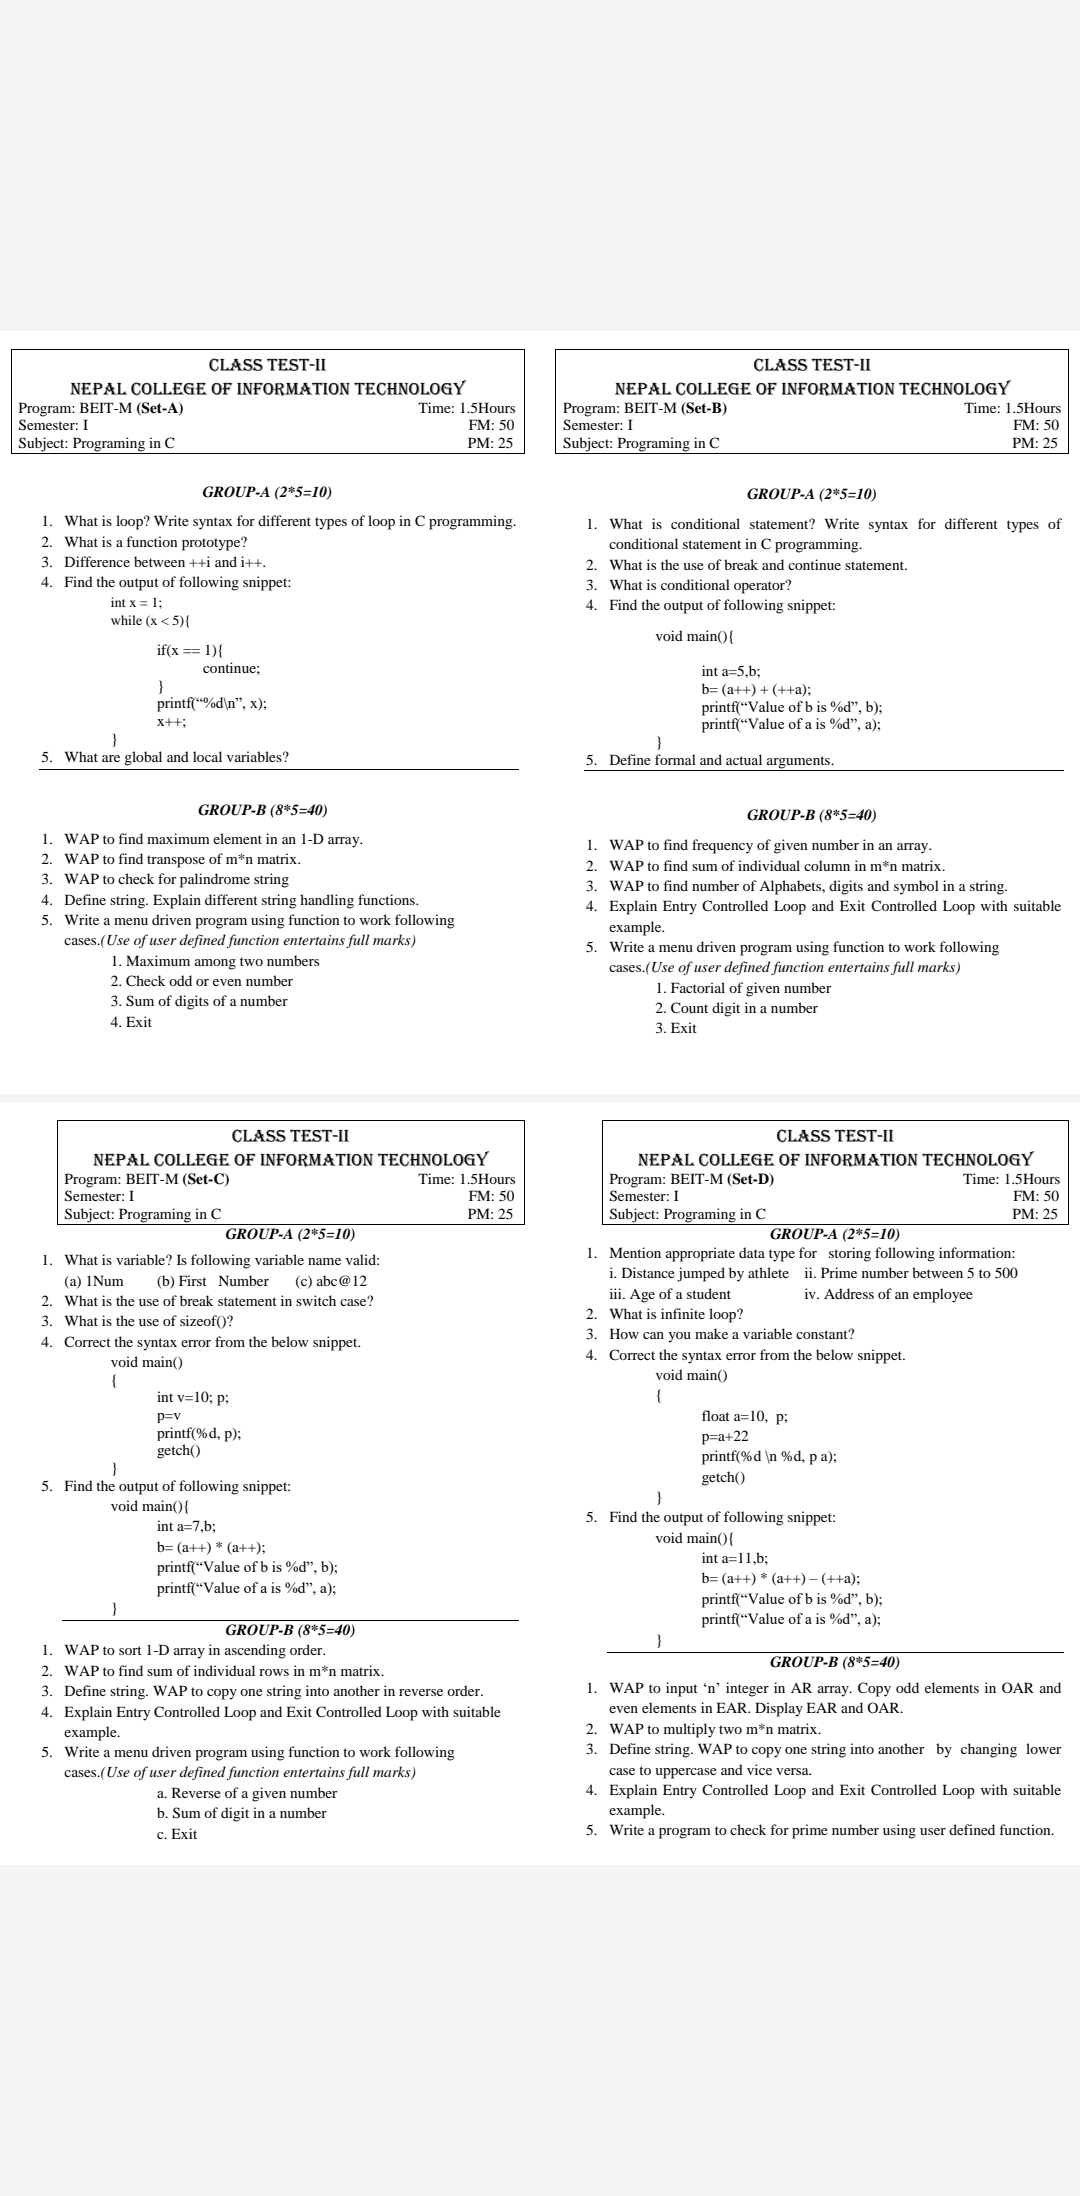 CLASS TEST-II
NEPAL COLLEGE OF INFORMATION TECHNOLOGY
Program: BEIT-M (Set-A) Time: 1.5Hours
Semester: I FM: 50
Subject: Programing in C PM: 25
GROUP-A (2*5=10)
1. What is loop? Write syntax for different types of loop in C programming.
2. What is a function prototype?
3. Difference between ++i and i++.
4. Find the output of following snippet:
int x = 1;
while (x < 5){
if(x == 1){
continue;
}
printf(“%d\n”, x);
x++;
}
5. What are global and local variables?
GROUP-B (8*5=40)
1. WAP to find maximum element in an 1-D array.
2. WAP to find transpose of m*n matrix.
3. WAP to check for palindrome string
4. Define string. Explain different string handling functions.
5. Write a menu driven program using function to work following
cases.(Use of user defined function entertains full marks)
1. Maximum among two numbers
2. Check odd or even number
3. Sum of digits of a number
4. Exit
CLASS TEST-II
NEPAL COLLEGE OF INFORMATION TECHNOLOGY
Program: BEIT-M (Set-B) Time: 1.5Hours
Semester: I FM: 50
Subject: Programing in C PM: 25
GROUP-A (2*5=10)
1. What is conditional statement? Write syntax for different types of
conditional statement in C programming.
2. What is the use of break and continue statement.
3. What is conditional operator?
4. Find the output of following snippet:
void main(){
int a=5,b;
b= (a++) + (++a);
printf(“Value of b is %d”, b);
printf(“Value of a is %d”, a);
}
5. Define formal and actual arguments.
GROUP-B (8*5=40)
1. WAP to find frequency of given number in an array.
2. WAP to find sum of individual column in m*n matrix.
3. WAP to find number of Alphabets, digits and symbol in a string.
4. Explain Entry Controlled Loop and Exit Controlled Loop with suitable
example.
5. Write a menu driven program using function to work following
cases.(Use of user defined function entertains full marks)
1. Factorial of given number
2. Count digit in a number
3. Exit
CLASS TEST-II
NEPAL COLLEGE OF INFORMATION TECHNOLOGY
Program: BEIT-M (Set-C) Time: 1.5Hours
Semester: I FM: 50
Subject: Programing in C PM: 25
GROUP-A (2*5=10)
1. What is variable? Is following variable name valid:
(a) 1Num (b) First Number (c) abc@12
2. What is the use of break statement in switch case?
3. What is the use of sizeof()?
4. Correct the syntax error from the below snippet.
void main()
{
int v=10; p;
p=v
printf(%d, p);
getch()
}
5. Find the output of following snippet:
void main(){
int a=7,b;
b= (a++) * (a++);
printf(“Value of b is %d”, b);
printf(“Value of a is %d”, a);
}
GROUP-B (8*5=40)
1. WAP to sort 1-D array in ascending order.
2. WAP to find sum of individual rows in m*n matrix.
3. Define string. WAP to copy one string into another in reverse order.
4. Explain Entry Controlled Loop and Exit Controlled Loop with suitable
example.
5. Write a menu driven program using function to work following
cases.(Use of user defined function entertains full marks)
a. Reverse of a given number
b. Sum of digit in a number
c. Exit
CLASS TEST-II
NEPAL COLLEGE OF INFORMATION TECHNOLOGY
Program: BEIT-M (Set-D) Time: 1.5Hours
Semester: I FM: 50
Subject: Programing in C PM: 25
GROUP-A (2*5=10)
1. Mention appropriate data type for storing following information:
i. Distance jumped by athlete ii. Prime number between 5 to 500
iii. Age of a student iv. Address of an employee
2. What is infinite loop?
3. How can you make a variable constant?
4. Correct the syntax error from the below snippet.
void main()
{
float a=10, p;
p=a+22
printf(%d \n %d, p a);
getch()
}
5. Find the output of following snippet:
void main(){
int a=11,b;
b= (a++) * (a++) – (++a);
printf(“Value of b is %d”, b);
printf(“Value of a is %d”, a);
}
GROUP-B (8*5=40)
1. WAP to input ‘n’ integer in AR array. Copy odd elements in OAR and
even elements in EAR. Display EAR and OAR.
2. WAP to multiply two m*n matrix.
3. Define string. WAP to copy one string into another by changing lower
case to uppercase and vice versa.
4. Explain Entry Controlled Loop and Exit Controlled Loop with suitable
example.
5. Write a program to check for prime number using user defined function.